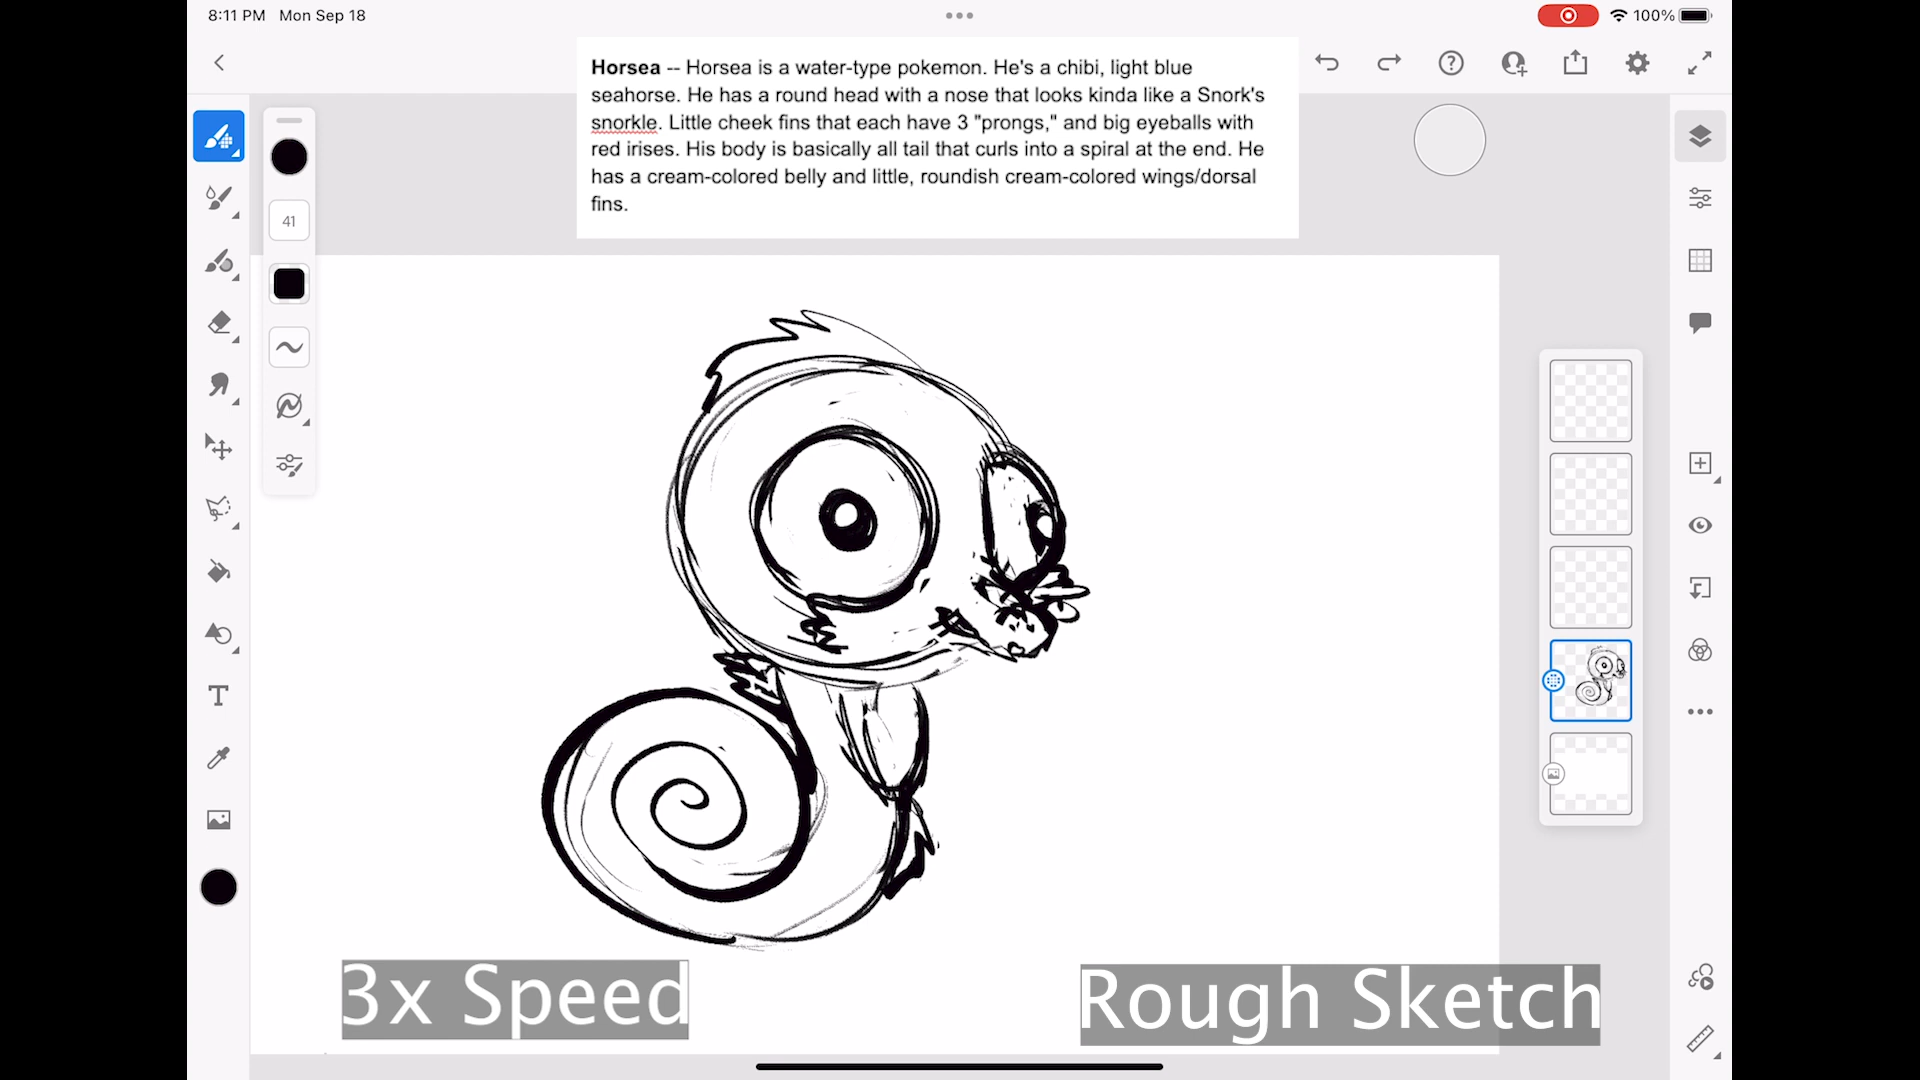 8:11 PM Mon Sep 18
100%
Horsea -- Horsea is a water-type pokemon. He's a chibi, light blue
seahorse. He has a round head with a nose that looks kinda like a Snork's
snorkle. Little cheek fins that each have 3 "prongs," and big eyeballs with
red irises. His body is basically all tail that curls into a spiral at the end. He
has a cream-colored belly and little, roundish cream-colored wings/dorsal
fins.
41
T
3x Speed
Rough Sketch